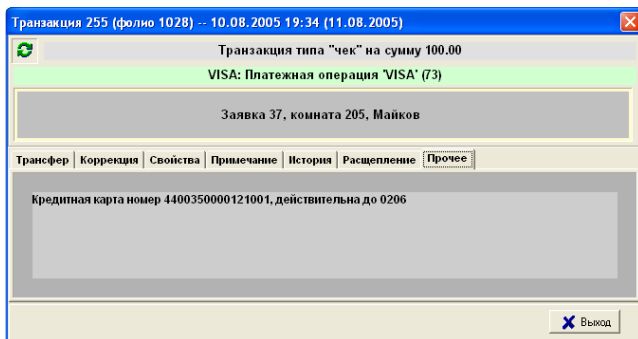 Транзакция 255 (фолио 1028) -- 10.08.2005 19:34 (11.08.2005)
Транзакция типа "чек" на сумму 100.00
VISA: Платежная операция 'VISA' (73)
Заявка 37, комната 205, Майков
Трансфер Коррекция Свойства Примечание История Расщепление Прочее
Кредитная карта номер 4400350000121001, действительна до 0206
Выход